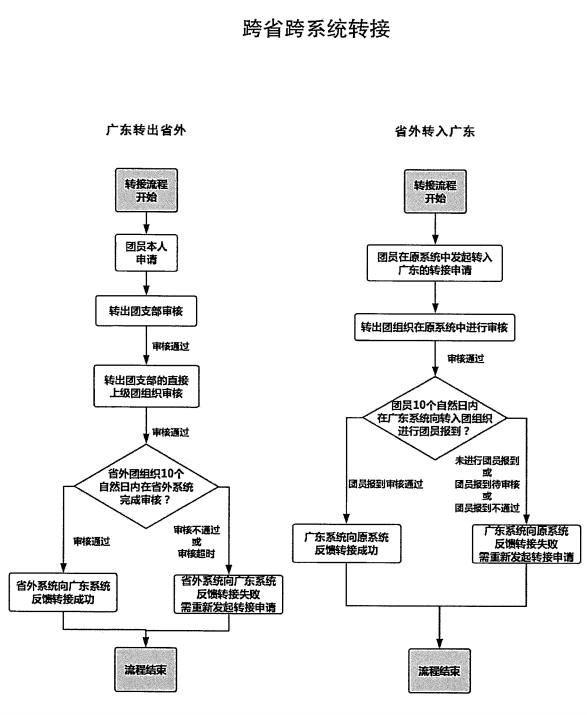 跨省跨系统转接
广东转出省外
转接流程
开始
团员本人
申请
转出团支部审核
审核通过
转出团支部的直接
上级团组织审核
审核通过
省外团组织10个
自然日内在省外系统
完成审核？
审核通过
审核不通过
或
审核超时
省外系统向广东系统
反馈转接成功
省外系统向广东系统
反馈转接失败
需重新发起转接申请
流程结束
省外转入广东
转接流程
开始
团员在原系统中发起转入
广东的转接申请
转出团组织在原系统中进行审核
审核通过
团员10个自然日内
在广东系统向转入团组织
进行团员报到？
团员报到审核通过
未进行团员报到
或
团员报到待审核
或
团员报到不通过
广东系统向原系统
反馈转接成功
广东系统向原系统
反馈转接失败
需重新发起转接申请
流程结束